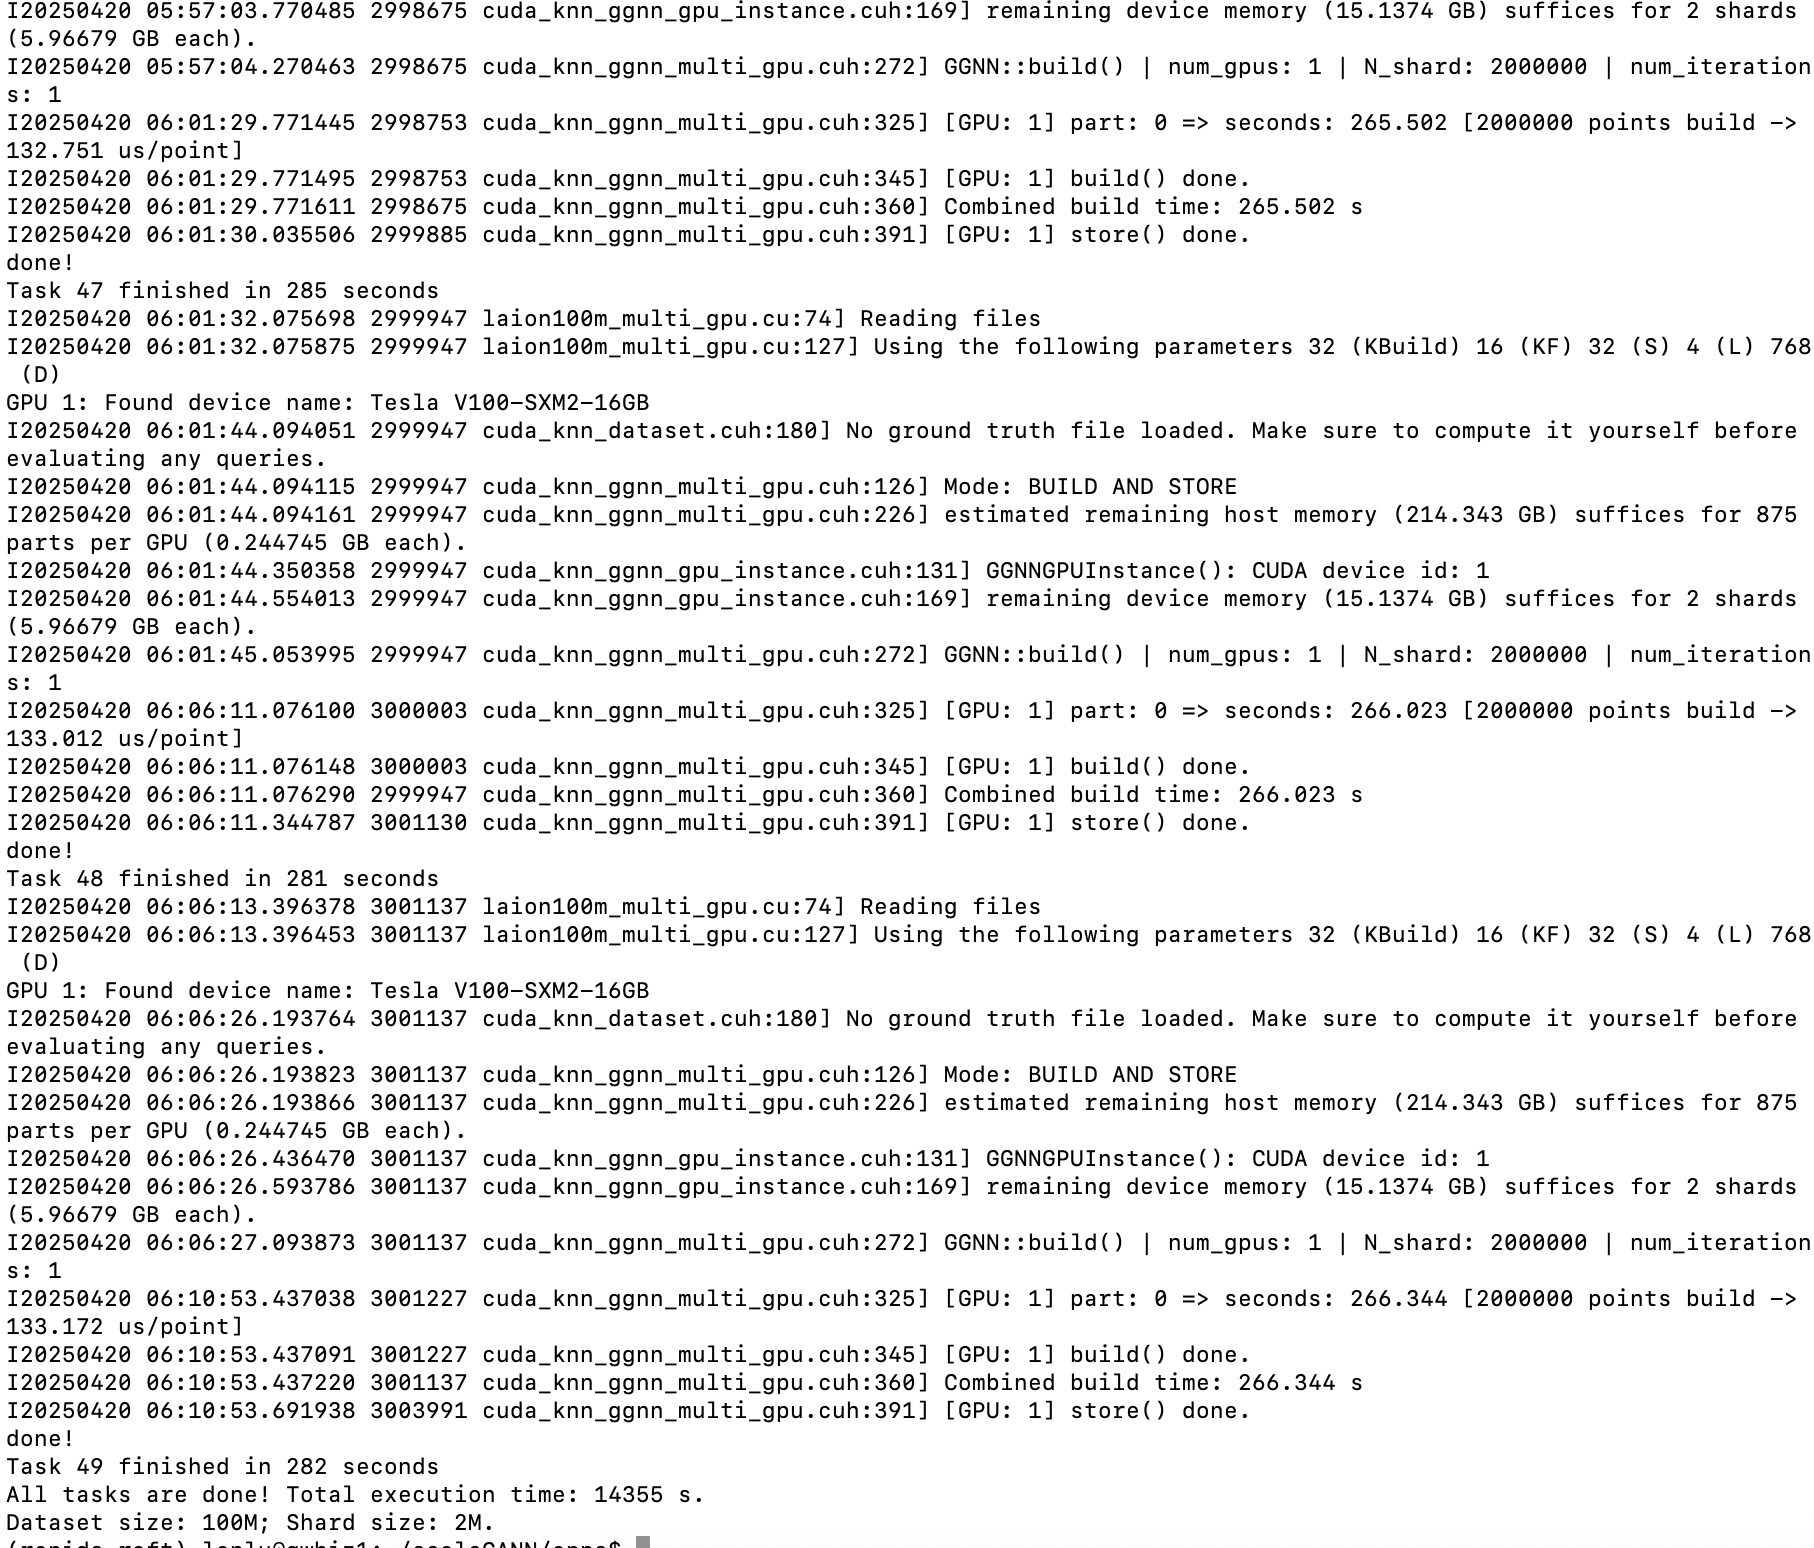 I20250420 05:57:03.770485 2998675 cuda_knn_ggnn_gpu_instance.cuh:169] remaining device memory (15.1374 GB) suffices for 2 shards
(5.96679 GB each).
I20250420 05:57:04.270463 2998675 cuda_knn_ggnn_multi_gpu.cuh:272] GGNN::build() | num_gpus: 1 | N_shard: 2000000 | num_iteration
s: 1
I20250420 06:01:29.771445 2998753 cuda_knn_ggnn_multi_gpu.cuh:325] [GPU: 1] part: 0 => seconds: 265.502 [2000000 points build ->
132.751 us/point]
I20250420 06:01:29.771495 2998753 cuda_knn_ggnn_multi_gpu.cuh:345] [GPU: 1] build() done.
I20250420 06:01:29.771611 2998675 cuda_knn_ggnn_multi_gpu.cuh:360] Combined build time: 265.502 s
I20250420 06:01:30.035506 2999885 cuda_knn_ggnn_multi_gpu.cuh:391] [GPU: 1] store() done.
done!
Task 47 finished in 285 seconds
I20250420 06:01:32.075698 2999947 laion100m_multi_gpu.cu:74] Reading files
I20250420 06:01:32.075875 2999947 laion100m_multi_gpu.cu:127] Using the following parameters 32 (KBuild) 16 (KF) 32 (S) 4 (L) 768
(D)
GPU 1: Found device name: Tesla V100-SXM2-16GB
I20250420 06:01:44.094051 2999947 cuda_knn_dataset.cuh:180] No ground truth file loaded. Make sure to compute it yourself before
evaluating any queries.
I20250420 06:01:44.094115 2999947 cuda_knn_ggnn_multi_gpu.cuh:126] Mode: BUILD AND STORE
I20250420 06:01:44.094161 2999947 cuda_knn_ggnn_multi_gpu.cuh:226] estimated remaining host memory (214.343 GB) suffices for 875
parts per GPU (0.244745 GB each).
I20250420 06:01:44.350358 2999947 cuda_knn_ggnn_gpu_instance.cuh:131] GGNNGPUInstance(): CUDA device id: 1
I20250420 06:01:44.554013 2999947 cuda_knn_ggnn_gpu_instance.cuh:169] remaining device memory (15.1374 GB) suffices for 2 shards
(5.96679 GB each).
I20250420 06:01:45.053995 2999947 cuda_knn_ggnn_multi_gpu.cuh:272] GGNN::build() | num_gpus: 1 | N_shard: 2000000 | num_iteration
s: 1
I20250420 06:06:11.076100 3000003 cuda_knn_ggnn_multi_gpu.cuh:325] [GPU: 1] part: 0 => seconds: 266.023 [2000000 points build ->
133.012 us/point]
I20250420 06:06:11.076148 3000003 cuda_knn_ggnn_multi_gpu.cuh:345] [GPU: 1] build() done.
I20250420 06:06:11.076290 2999947 cuda_knn_ggnn_multi_gpu.cuh:360] Combined build time: 266.023 s
I20250420 06:06:11.344787 3001130 cuda_knn_ggnn_multi_gpu.cuh:391] [GPU: 1] store() done.
done!
Task 48 finished in 281 seconds
I20250420 06:06:13.396378 3001137 laion100m_multi_gpu.cu:74] Reading files
I20250420 06:06:13.396453 3001137 laion100m_multi_gpu.cu:127] Using the following parameters 32 (KBuild) 16 (KF) 32 (S) 4 (L) 768
(D)
GPU 1: Found device name: Tesla V100-SXM2-16GB
I20250420 06:06:26.193764 3001137 cuda_knn_dataset.cuh:180] No ground truth file loaded. Make sure to compute it yourself before
evaluating any queries.
I20250420 06:06:26.193823 3001137 cuda_knn_ggnn_multi_gpu.cuh:126] Mode: BUILD AND STORE
I20250420 06:06:26.193866 3001137 cuda_knn_ggnn_multi_gpu.cuh:226] estimated remaining host memory (214.343 GB) suffices for 875
parts per GPU (0.244745 GB each).
I20250420 06:06:26.436470 3001137 cuda_knn_ggnn_gpu_instance.cuh:131] GGNNGPUInstance(): CUDA device id: 1
I20250420 06:06:26.593786 3001137 cuda_knn_ggnn_gpu_instance.cuh:169] remaining device memory (15.1374 GB) suffices for 2 shards
(5.96679 GB each).
I20250420 06:06:27.093873 3001137 cuda_knn_ggnn_multi_gpu.cuh:272] GGNN::build() | num_gpus: 1 | N_shard: 2000000 | num_iteration
s: 1
I20250420 06:10:53.437038 3001227 cuda_knn_ggnn_multi_gpu.cuh:325] [GPU: 1] part: 0 => seconds: 266.344 [2000000 points build ->
133.172 us/point]
I20250420 06:10:53.437091 3001227 cuda_knn_ggnn_multi_gpu.cuh:345] [GPU: 1] build() done.
I20250420 06:10:53.437220 3001137 cuda_knn_ggnn_multi_gpu.cuh:360] Combined build time: 266.344 s
I20250420 06:10:53.691938 3003991 cuda_knn_ggnn_multi_gpu.cuh:391] [GPU: 1] store() done.
done!
Task 49 finished in 282 seconds
All tasks are done! Total execution time: 14355 s.
Dataset size: 100M; Shard size: 2M.